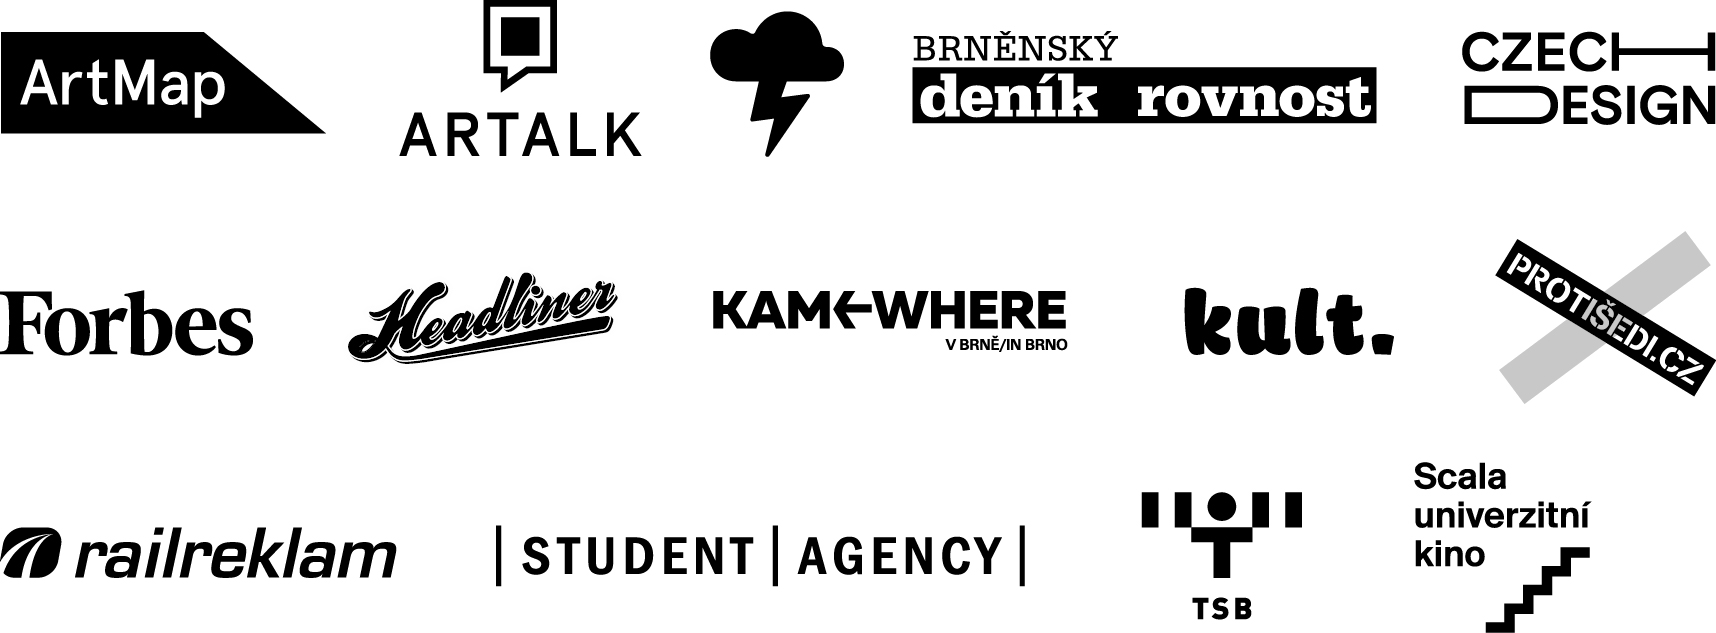 ArtMap
ARTALK
BRNĚNSKÝ
deník rovnost
CZECH
DESIGN
Forbes
Headliner
KAM WHERE
V BRNĚ/IN BRNO
kult.
PROTIŠEDI.CZ
railreklam
STUDENT AGENCY
TSB
Scala
univerzitní
kino